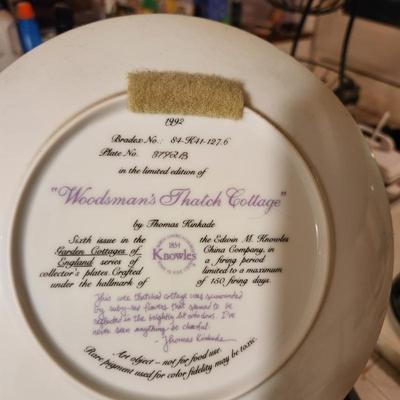 1992
Bradex No.: 84-K41-127.6
Plate No.
in the limited edition of
"Woodsman's Thatch Cottage"
by Thomas Kinkade
Sixth issue in the
Garden Cottages of
England series of
collector's plates. Crafted
under the hallmark of
1854
Knowles
the Edwin M. Knowles
China Company, in
a firing period
limited to a maximum
of 150 firing days.
This cute thatched cottage was surrounded
by ruby-red flowers that seemed to be
reflected in the brightly lit windows. I've
never seen anything so cheerful.
-Thomas Kinkade
Art object – not for food use.
Rare pigment used for color fidelity may be toxic.